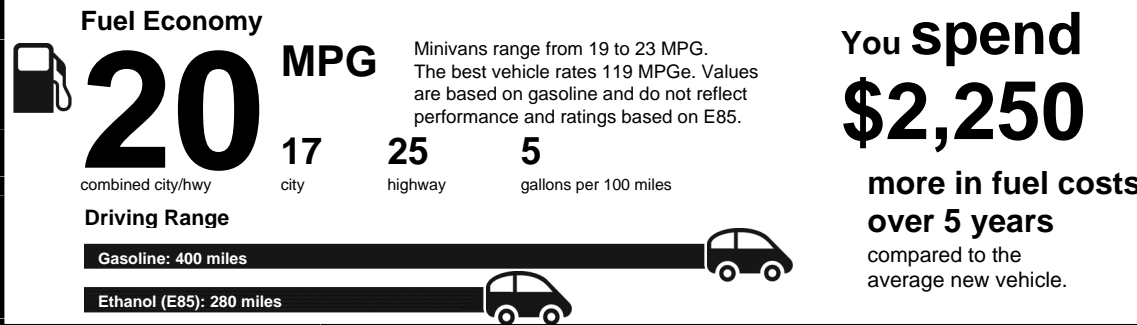 Fuel Economy
20
MPG
Minivans range from 19 to 23 MPG.
The best vehicle rates 119 MPGe. Values
are based on gasoline and do not reflect
performance and ratings based on E85.
17 25 5
combined city/hwy city highway gallons per 100 miles
Driving Range
Gasoline: 400 miles
Ethanol (E85): 280 miles
You spend
$2,250
more in fuel costs
over 5 years
compared to the
average new vehicle.